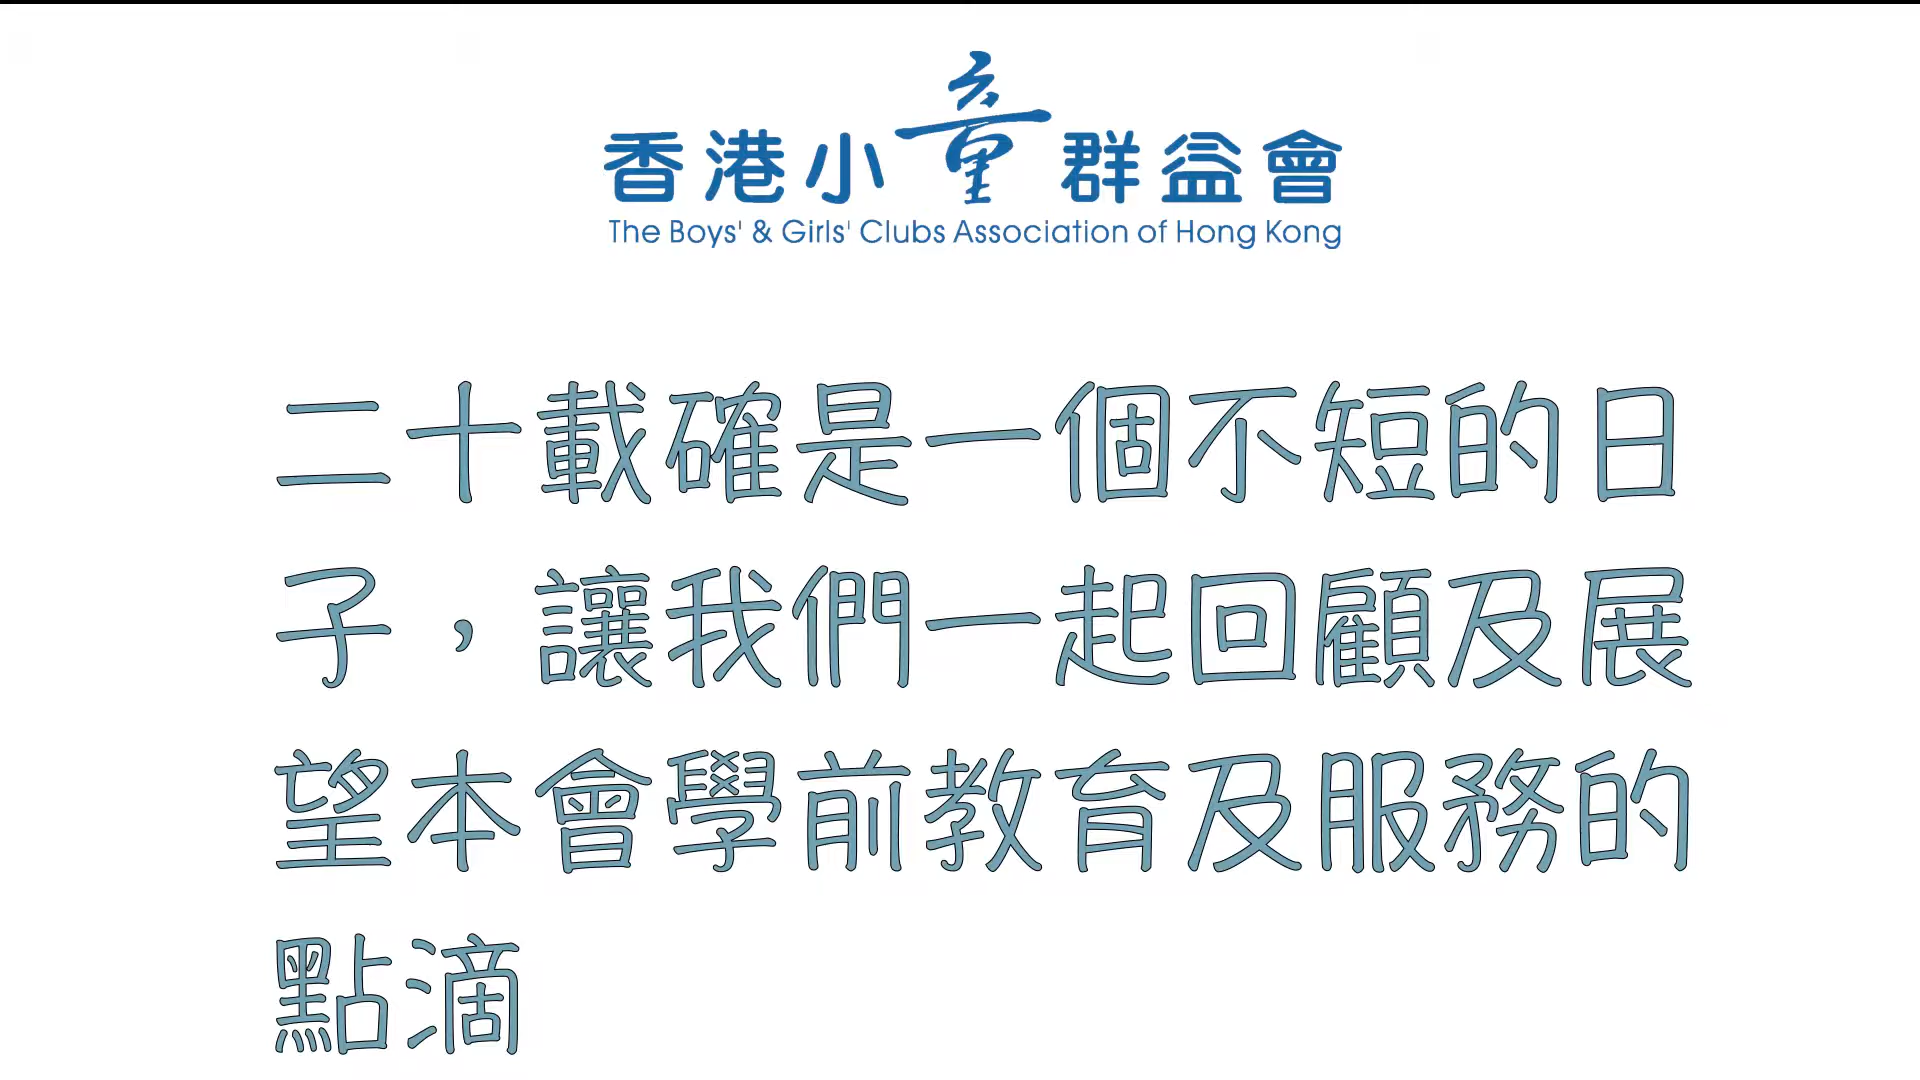 香港小童群益會
The Boys' & Girls' Clubs Association of Hong Kong
二十載確是一個不短的日
子，讓我們一起回顧及展
望本會學前教育及服務的
點滴